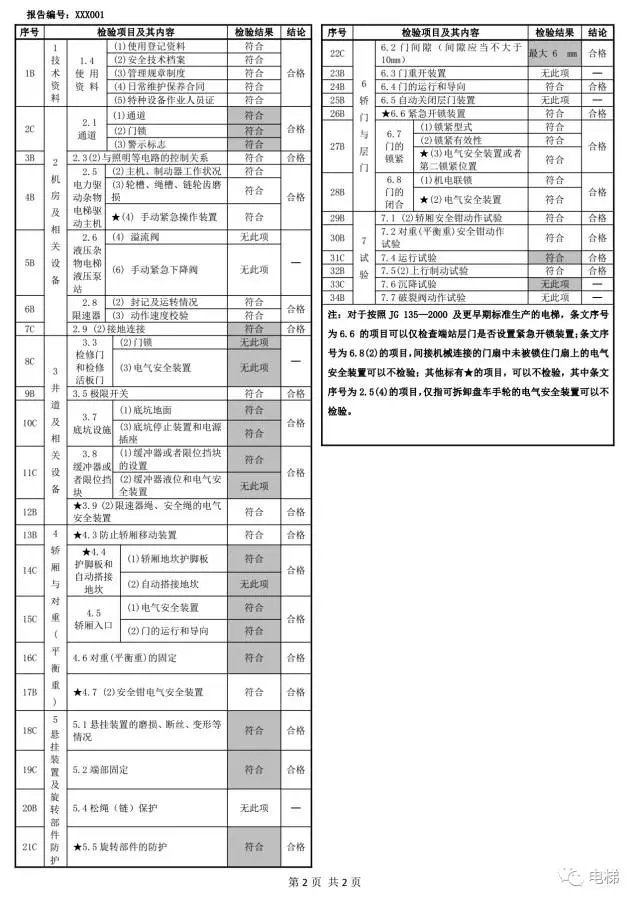 报告编号：XXX001
序号 检验项目及其内容 检验结果 结论
1B 1技术资料 1.4使用资料 (1)使用登记资料 符合 合格
(2)安全技术档案 符合
(3)管理规章制度 符合
(4)日常维护保养合同 符合
(5)特种设备作业人员证 符合
2C 2机房及相关设备 2.1通道 (1)通道 符合 合格
(2)门锁 符合
(3)警示标志 符合
3B 2.3(2)与照明等电路的控制关系 符合 合格
4B 2.5电力驱动杂物电梯驱动主机 (2)主机、制动器工作状况 符合 合格
(3)轮槽、绳槽、链轮齿磨损 符合
★(4) 手动紧急操作装置 符合
5B 2.6液压杂物电梯液压泵站 (4) 溢流阀 无此项 —
(6) 手动紧急下降阀 无此项
6B 2.8限速器 (2) 封记及运转情况 符合 合格
(3) 动作速度校验 符合
7C 2.9 (2)接地连接 符合 合格
8C 3井道及相关设备 3.3检修门和检修活板门 (2)门锁 无此项 —
(3)电气安全装置 无此项
9B 3.5极限开关 符合 合格
10C 3.7底坑设施 (1)底坑地面 符合 合格
(3)底坑停止装置和电源插座 符合
11C 3.8缓冲器或者限位挡块 (1)缓冲器或者限位挡块的设置 符合 合格
(2)缓冲器液位和电气安全装置 无此项
12B ★3.9 (2)限速器绳、安全绳的电气安全装置 符合 合格
13B 4轿厢与对重(平衡重) ★4.3防止轿厢移动装置 符合 合格
14C ★4.4护脚板和自动搭接地坎 (1)轿厢地坎护脚板 符合 合格
(2)自动搭接地坎 无此项
15C 4.5轿厢入口 (1)电气安全装置 符合 合格
(2)门的运行和导向 符合
16C 4.6对重(平衡重)的固定 符合 合格
17B ★4.7 (2)安全钳电气安全装置 符合 合格
18C 5悬挂装置及旋转部件防护 5.1悬挂装置的磨损、断丝、变形等情况 符合 合格
19C 5.2端部固定 符合 合格
20B 5.4松绳（链）保护 无此项 —
21C ★5.5旋转部件的防护 符合 合格
序号 检验项目及其内容 检验结果 结论
22C 6轿门与层门 6.2门间隙（间隙应当不大于10mm） 最大 6 mm 合格
23B 6.3门重开装置 无此项 —
24B 6.4门的运行和导向 符合 合格
25B 6.5自动关闭层门装置 无此项 —
26B ★6.6紧急开锁装置 符合 合格
27B 6.7门的锁紧 (1)锁紧型式 符合 合格
(2)锁紧有效性 符合
★(3)电气安全装置或者第二门锁紧位置 符合
28B 6.8门的闭合 (1)机电联锁 符合 合格
★(2)电气安全装置 符合
29B 7试验 7.1 (2)轿厢安全钳动作试验 符合 合格
30B 7.2对重(平衡重)安全钳动作试验 符合 合格
31C 7.4运行试验 符合 合格
32B 7.5(2)上行制动试验 符合 合格
33C 7.6沉降试验 无此项 —
34B 7.7破裂阀动作试验 无此项 —
注：对于按照 JG 135—2000 及更早期标准生产的电梯，条文序号
为 6.6 的项目可以仅检查端站层门是否设置紧急开锁装置；条文序
号为 6.8(2)的项目，间接机械连接的门扇中未被锁住门扇上的电气
安全装置可以不检验；其他标有★的项目，可以不检验，其中条文
序号为 2.5(4)的项目，仅指可拆卸盘车手轮的电气安全装置可以不
检验。
第 2 页 共 2 页
电梯